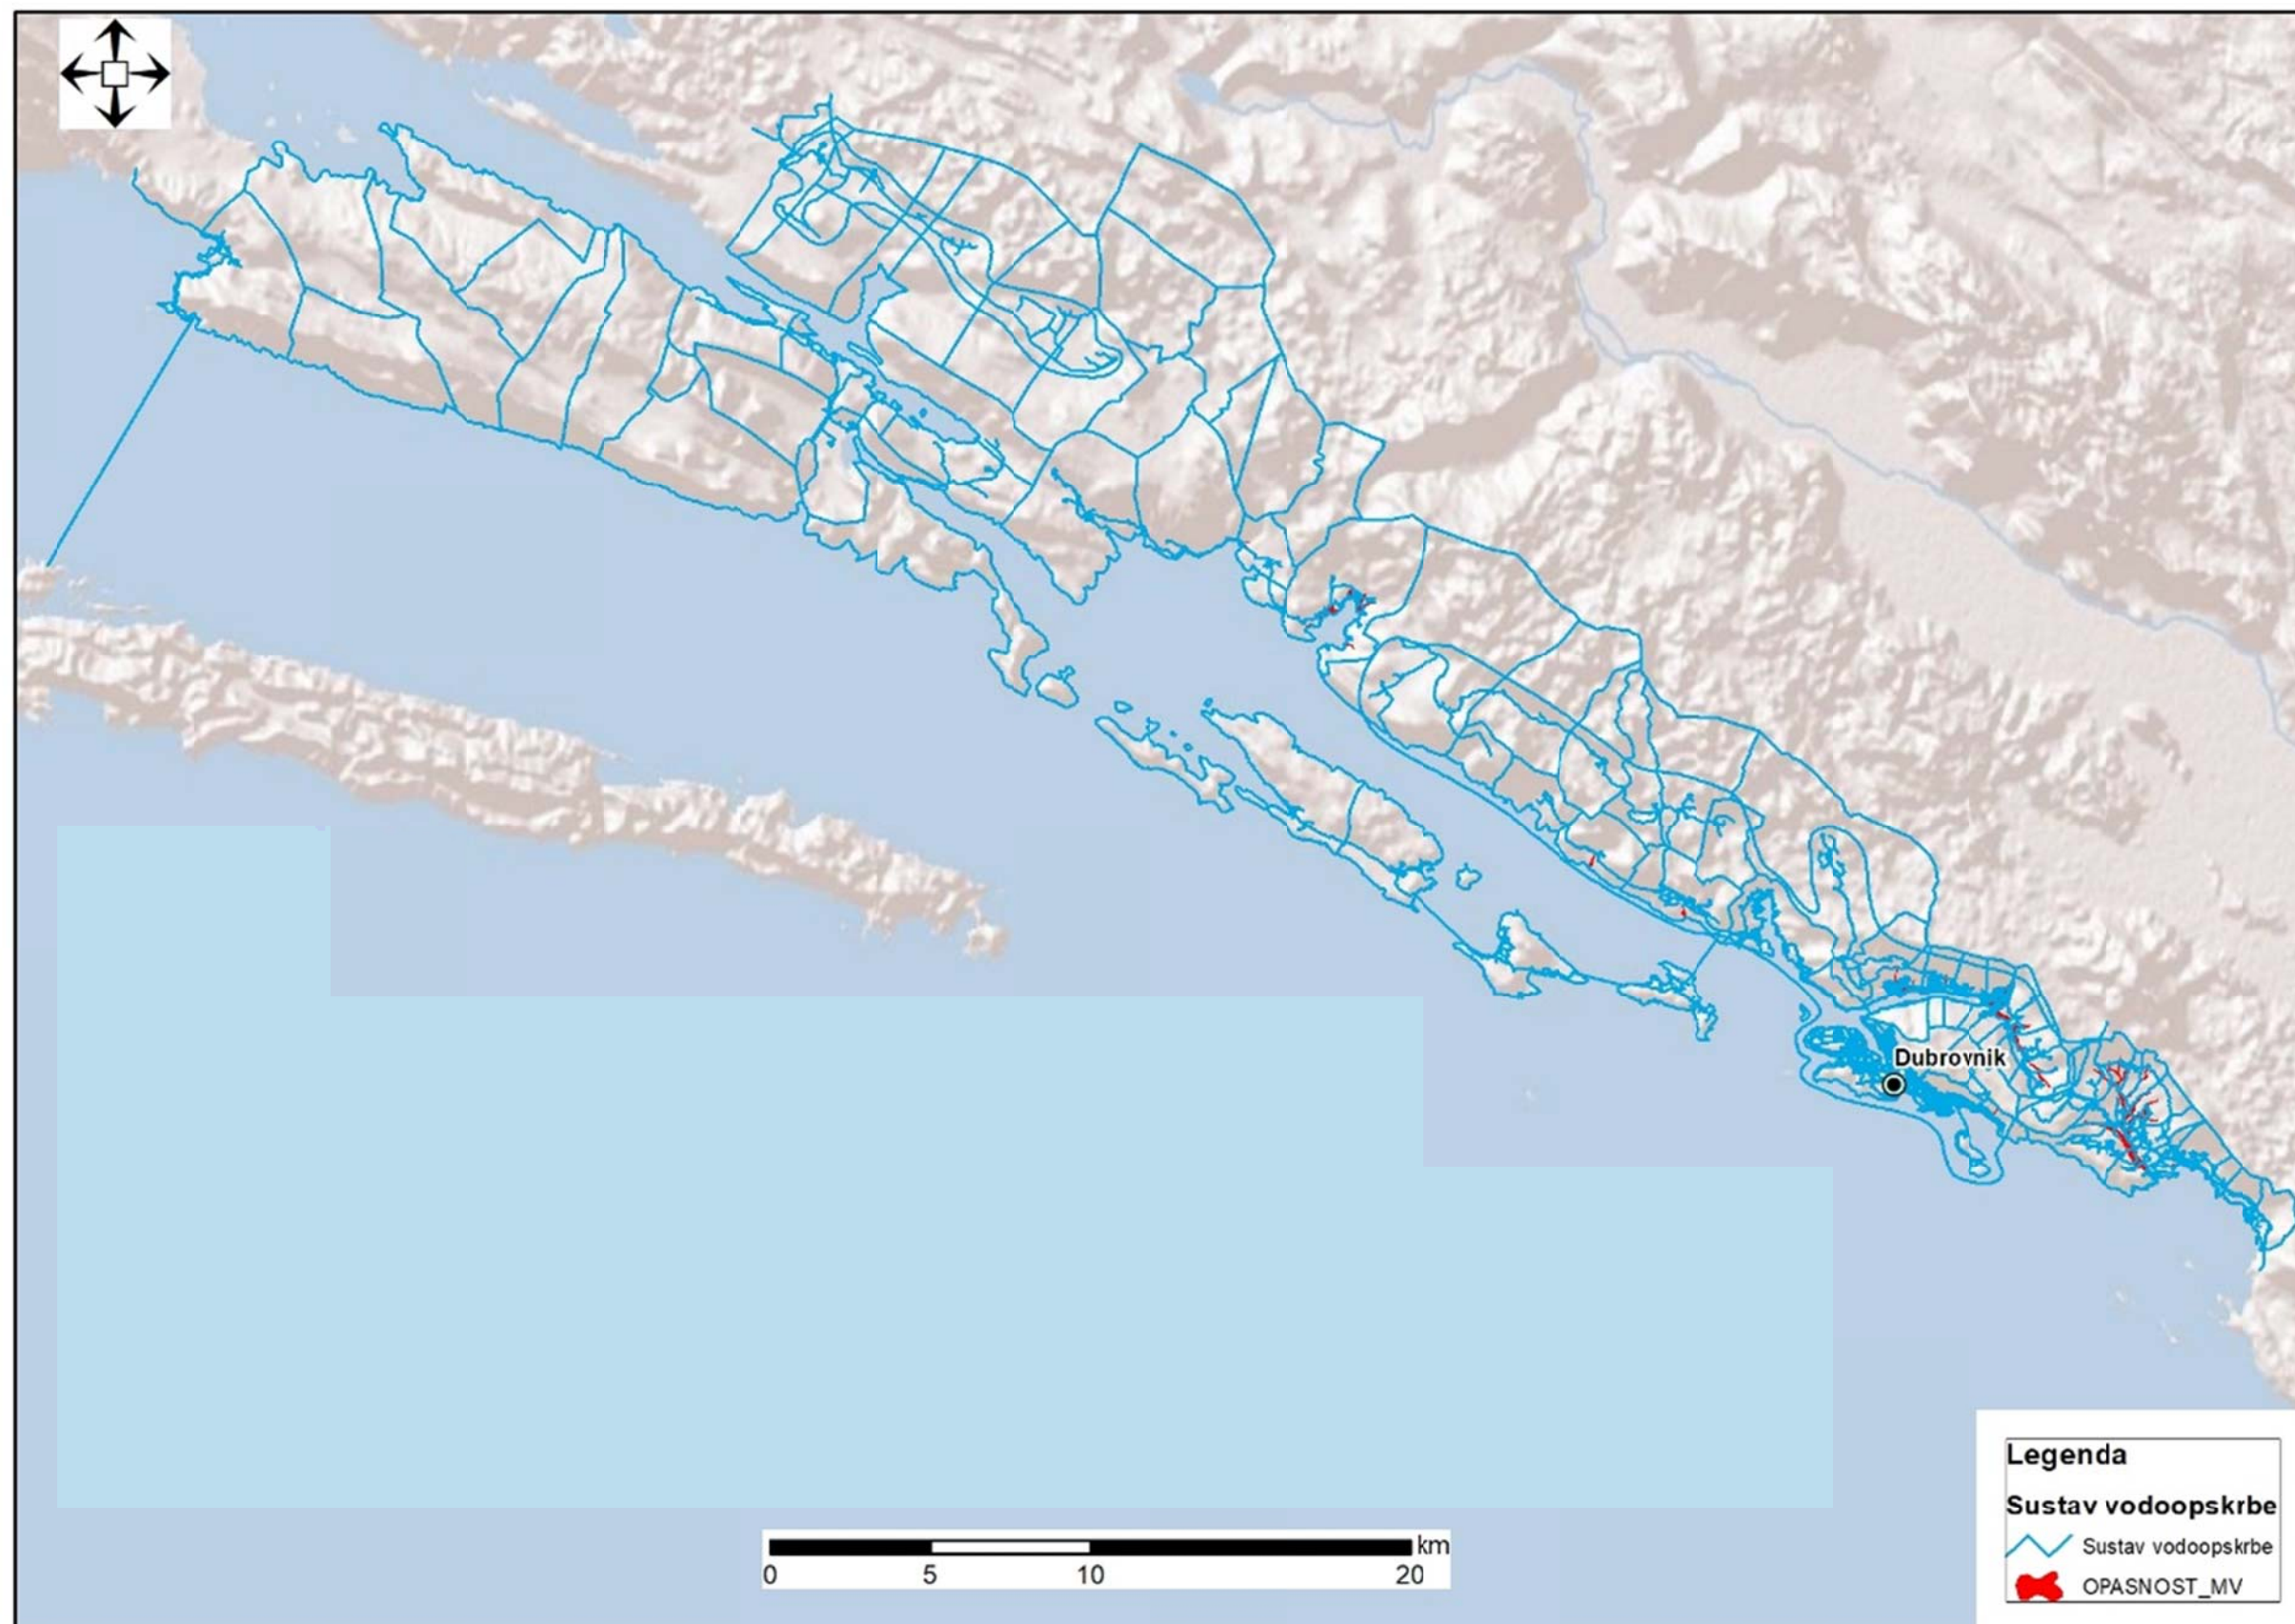 Dubrovnik
km
0 5 10 20
Legenda
Sustav vodoopskrbe
Sustav vodoopskrbe
OPASNOST_MV